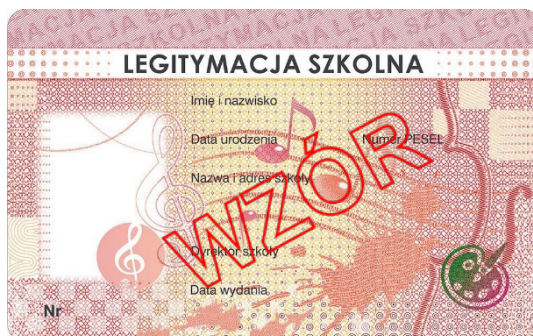 LEGITYMACJA SZKOLNA
Imię i nazwisko
Data urodzenia Numer PESEL
Nazwa i adres szkoły
WZÓR
Dyrektor szkoły
Data wydania
Nr